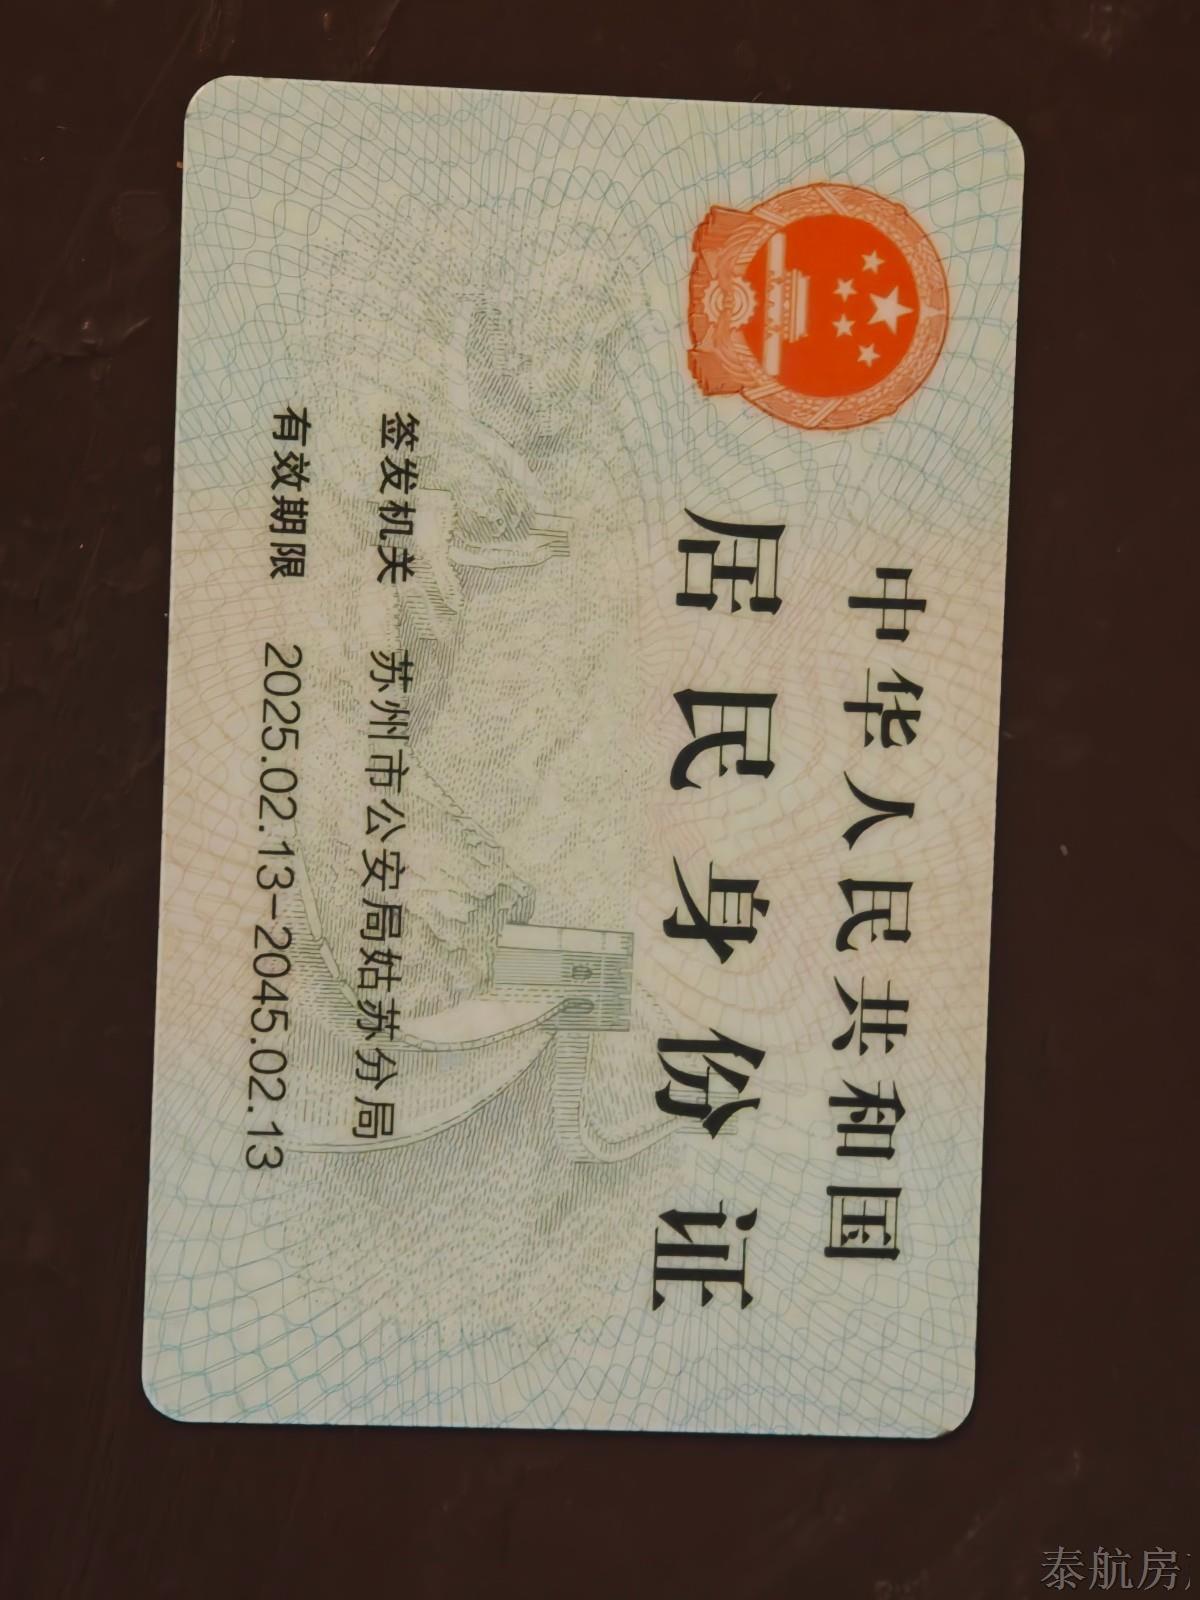 中华人民共和国
居民身份证
签发机关 苏州市公安局姑苏分局
有效期限 2025.02.13-2045.02.13
泰航房